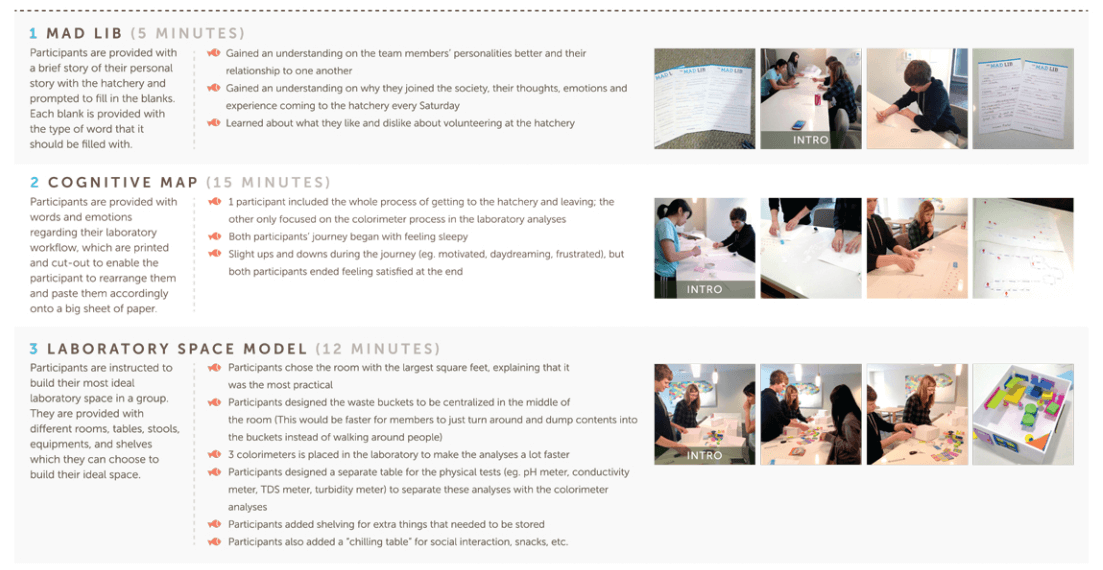 1 MAD LIB (5 MINUTES)
Participants are provided with
a brief story of their personal
story with the hatchery and
prompted to fill in the blanks.
Each blank is provided with
the type of word that it
should be filled with.
Gained an understanding on the team members' personalities better and their
relationship to one another
Gained an understanding on why they joined the society, their thoughts, emotions and
experience coming to the hatchery every Saturday
Learned about what they like and dislike about volunteering at the hatchery
MAD LIB
MAD LIB
INTRO
MAD LIB
MAD LIB
2 COGNITIVE MAP (15 MINUTES)
Participants are provided with
words and emotions
regarding their laboratory
workflow, which are printed
and cut-out to enable the
participant to rearrange them
and paste them accordingly
onto a big sheet of paper.
1 participant included the whole process of getting to the hatchery and leaving; the
other only focused on the colorimeter process in the laboratory analyses
Both participants' journey began with feeling sleepy
Slight ups and downs during the journey (eg. motivated, daydreaming, frustrated), but
both participants ended feeling satisfied at the end
INTRO
3 LABORATORY SPACE MODEL (12 MINUTES)
Participants are instructed to
build their most ideal
laboratory space in a group.
They are provided with
different rooms, tables, stools,
equipments, and shelves
which they can choose to
build their ideal space.
Participants chose the room with the largest square feet, explaining that it
was the most practical
Participants designed the waste buckets to be centralized in the middle of
the room (This would be faster for members to just turn around and dump contents into
the buckets instead of walking around people)
3 colorimeters is placed in the laboratory to make the analyses a lot faster
Participants designed a separate table for the physical tests (eg. pH meter, conductivity
meter, TDS meter, turbidity meter) to separate these analyses with the colorimeter
analyses
Participants added shelving for extra things that needed to be stored
Participants also added a "chilling table" for social interaction, snacks, etc.
INTRO